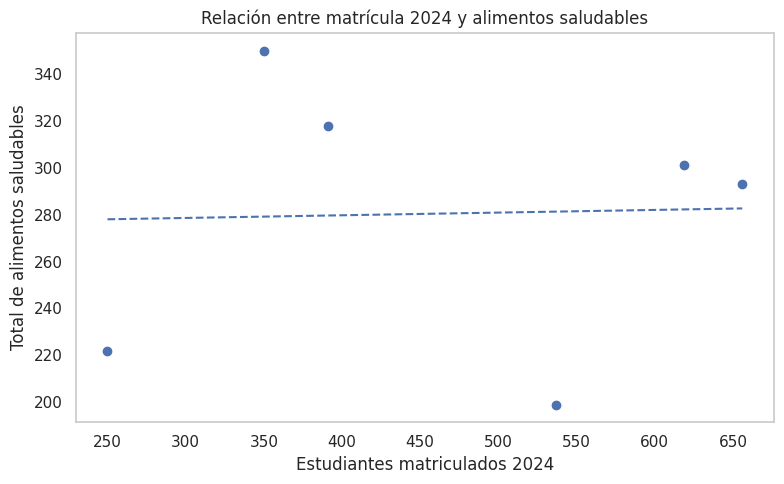 Relación entre matrícula 2024 y alimentos saludables
Total de alimentos saludables
340
320
300
280
260
240
220
200
250 300 350 400 450 500 550 600 650
Estudiantes matriculados 2024